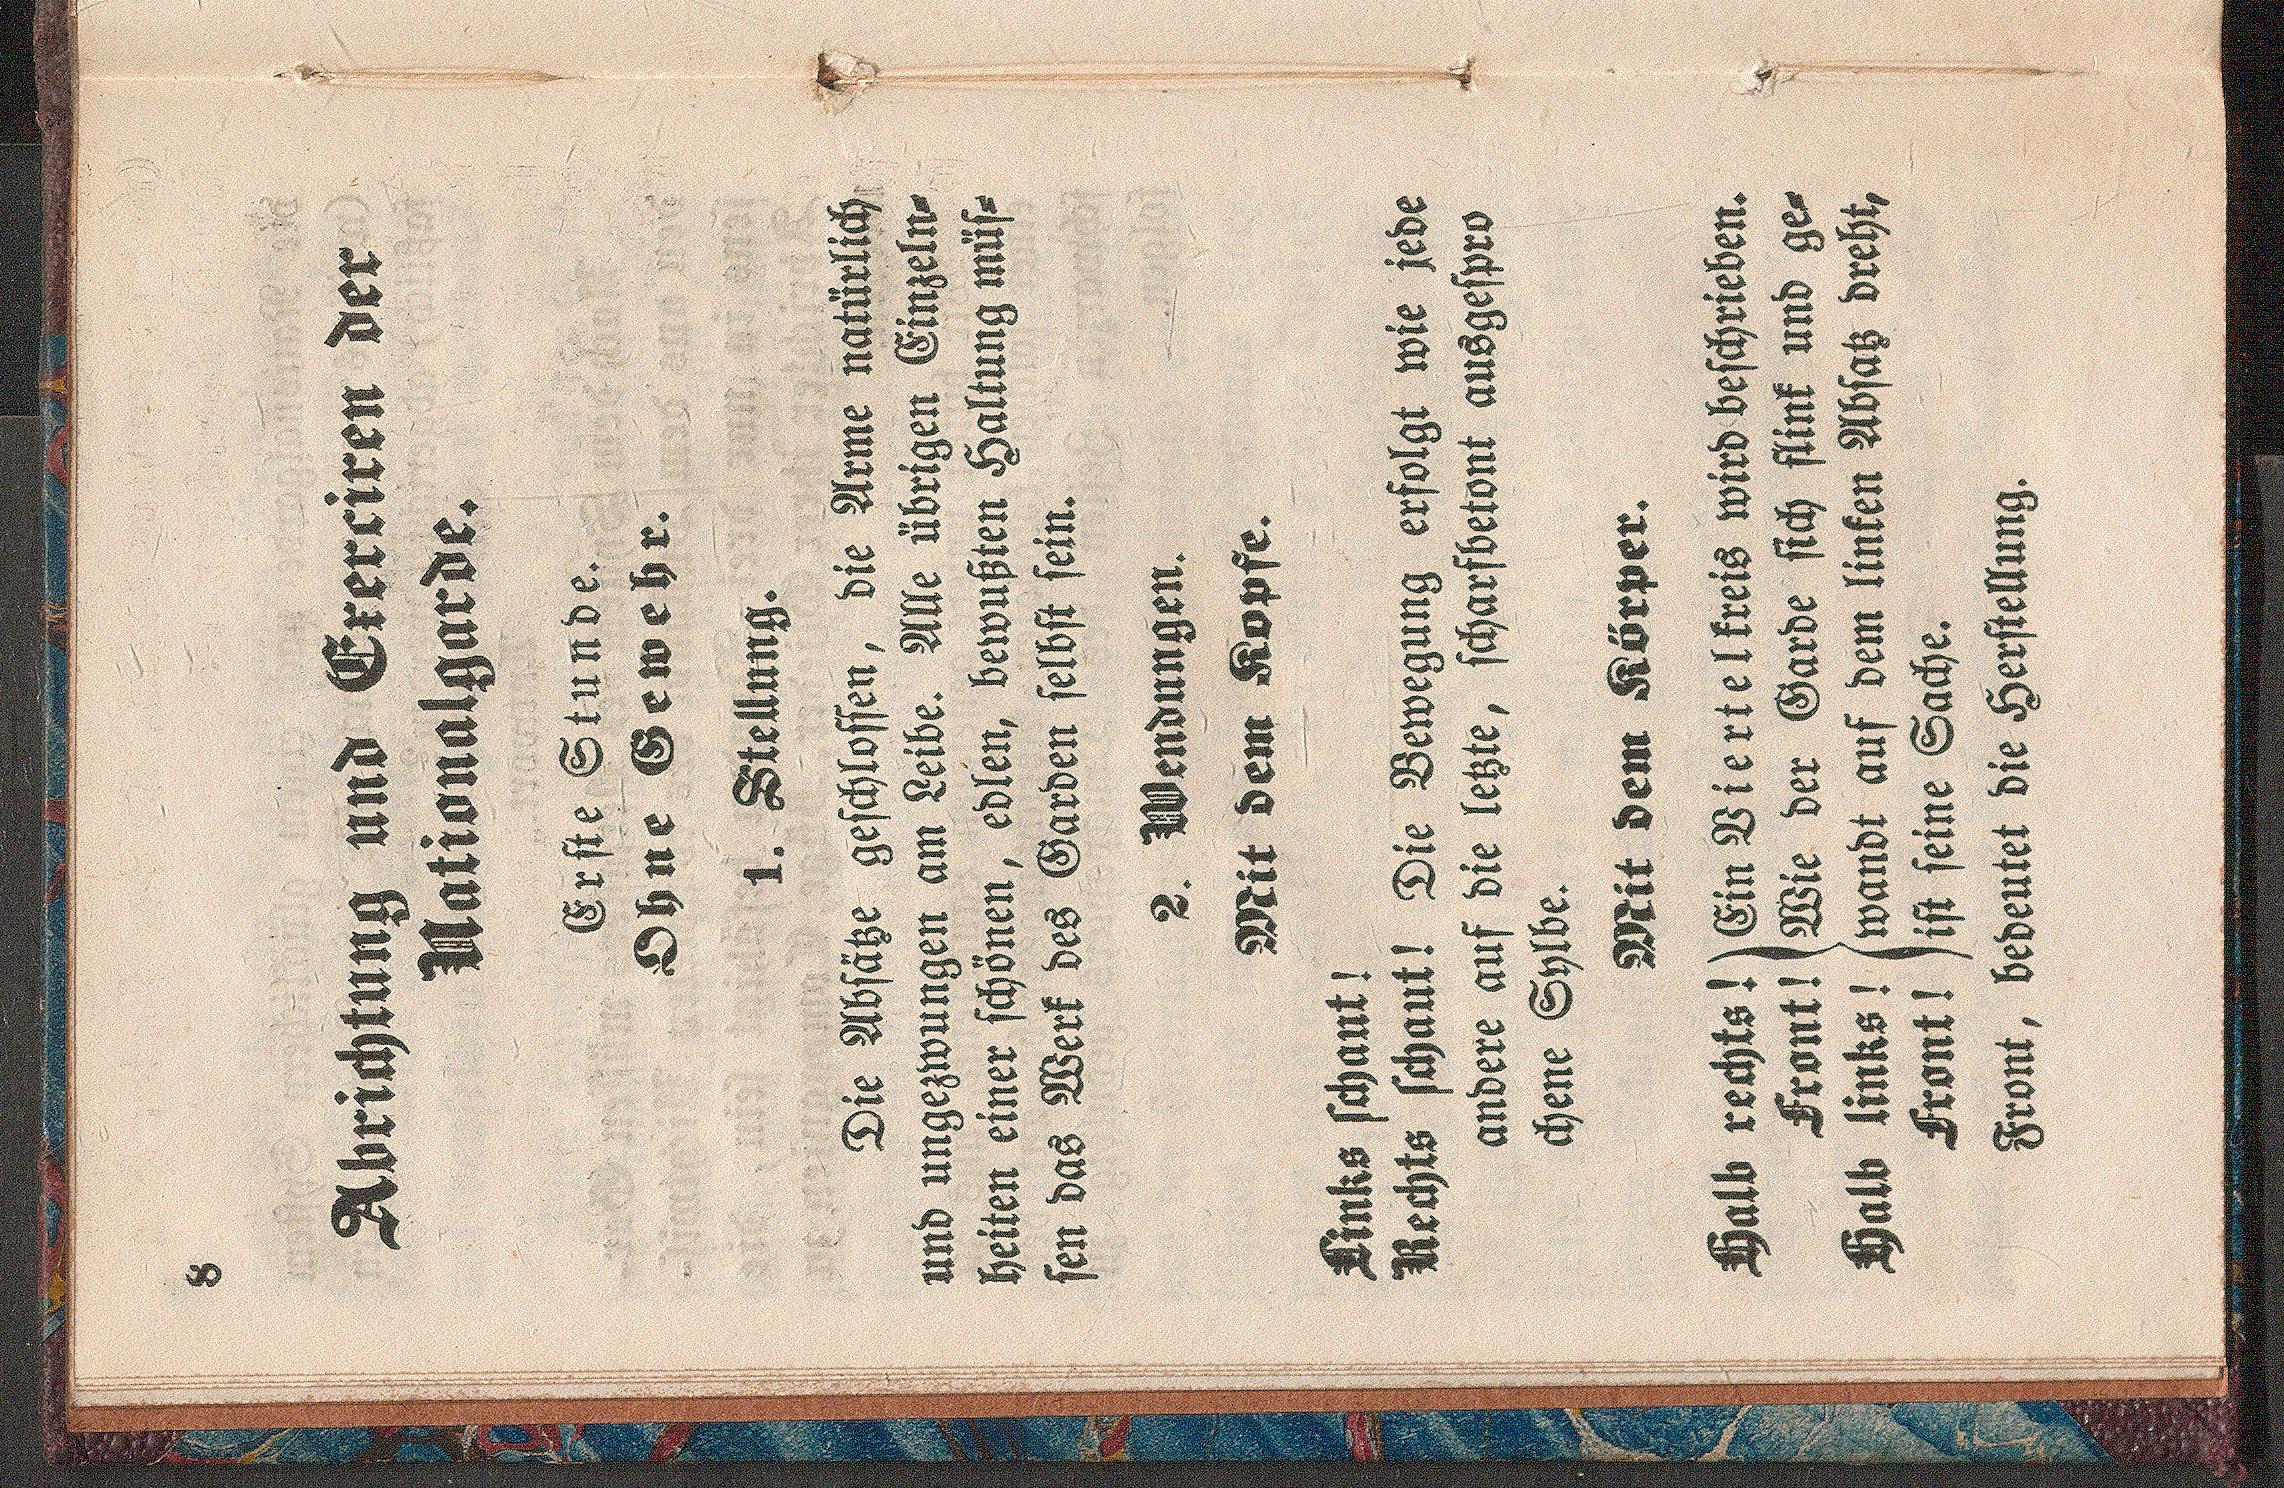 8
Abrichtung und Exerciren der
Nationalgarde.
Erste Stunde.
Ohne Gewehr.
1. Stellung.
Die Absätze geschlossen, die Arme natürlich
und ungezwungen am Leibe. Alle übrigen Einzeln-
heiten einer schönen, edlen, bewußten Haltung müs-
sen das Werk des Garden selbst sein.
2. Wendungen.
Mit dem Kopfe.
Links schaut!
Rechts schaut! Die Bewegung erfolgt wie jede
andere auf die letzte, scharfbetont ausgespro
chene Sylbe.
Mit dem Körper.
Halb rechts! Ein Viertelkreis wird beschrieben.
Front! Wie der Garde sich flink und ge-
Halb links! wandt auf dem linken Absatz dreht,
Front! ist seine Sache.
Front, bedeutet die Herstellung.